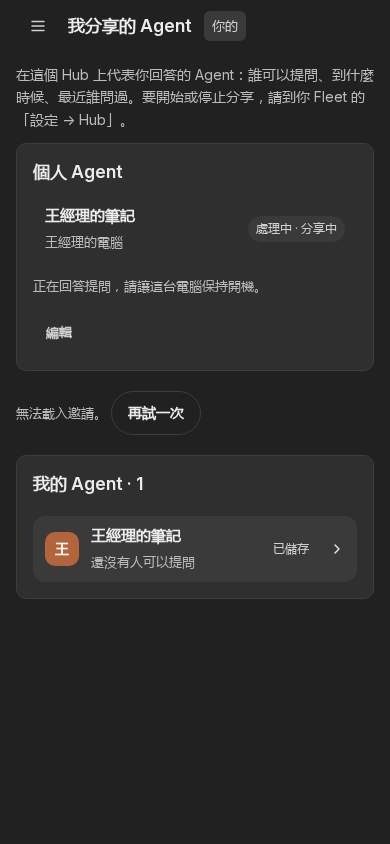 我分享的 Agent 你的
在這個 Hub 上代表你回答的 Agent：誰可以提問、到什麼
時候、最近誰問過。要開始或停止分享，請到你 Fleet 的
「設定 → Hub」。
個人 Agent
王經理的筆記
王經理的電腦
處理中 · 分享中
正在回答提問，請讓這台電腦保持開機。
編輯
無法載入邀請。 再試一次
我的 Agent · 1
王
王經理的筆記
還沒有人可以提問
已儲存